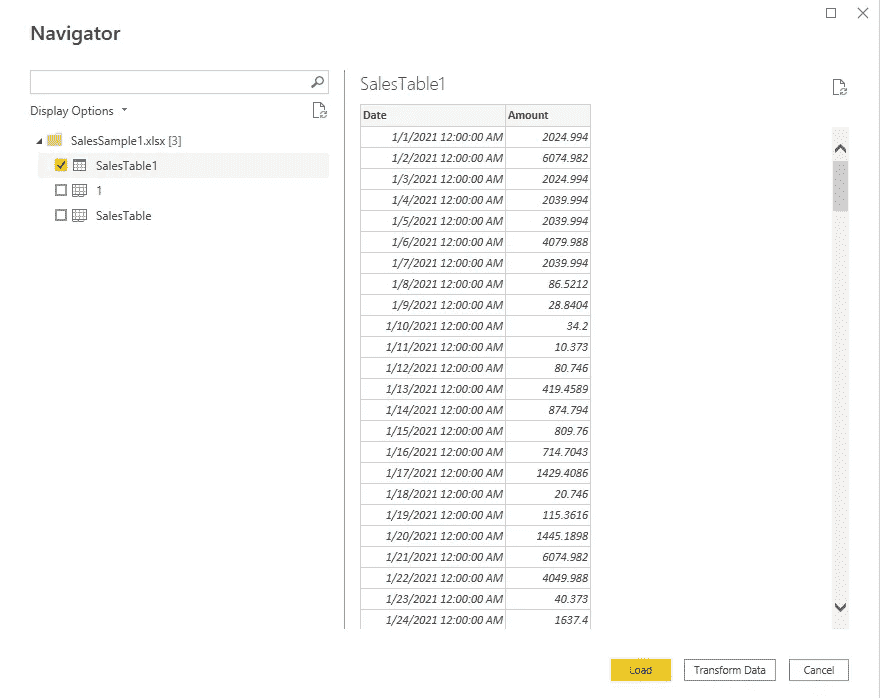 Navigator
Display Options
SalesSample1.xlsx [3]
SalesTable1
1
SalesTable
SalesTable1
Date Amount
1/1/2021 12:00:00 AM 2024.994
1/2/2021 12:00:00 AM 6074.982
1/3/2021 12:00:00 AM 2024.994
1/4/2021 12:00:00 AM 2039.994
1/5/2021 12:00:00 AM 2039.994
1/6/2021 12:00:00 AM 4079.988
1/7/2021 12:00:00 AM 2039.994
1/8/2021 12:00:00 AM 86.5212
1/9/2021 12:00:00 AM 28.8404
1/10/2021 12:00:00 AM 34.2
1/11/2021 12:00:00 AM 10.373
1/12/2021 12:00:00 AM 80.746
1/13/2021 12:00:00 AM 419.4589
1/14/2021 12:00:00 AM 874.794
1/15/2021 12:00:00 AM 809.76
1/16/2021 12:00:00 AM 714.7043
1/17/2021 12:00:00 AM 1429.4086
1/18/2021 12:00:00 AM 20.746
1/19/2021 12:00:00 AM 115.3616
1/20/2021 12:00:00 AM 1445.1898
1/21/2021 12:00:00 AM 6074.982
1/22/2021 12:00:00 AM 4049.988
1/23/2021 12:00:00 AM 40.373
1/24/2021 12:00:00 AM 1637.4
Load Transform Data Cancel